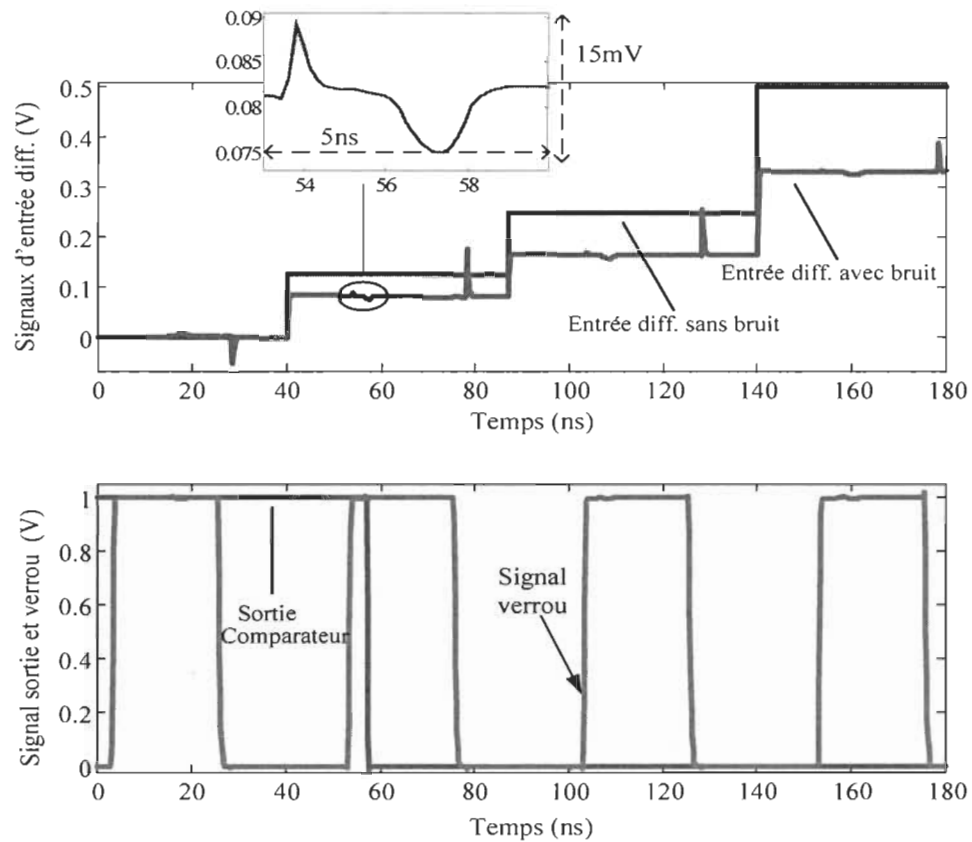 0.09
0.085
0.08
0.075
5ns
15mV
54
56
58
Signaux d'entrée diff. (V)
0.5
0.4
0.3
0.2
0.1
0
Entrée diff. avec bruit
Entrée diff. sans bruit
0 20 40 60 80 100 120 140 160 180
Temps (ns)
Signal sortie et verrou (V)
1
0.8
0.6
0.4
0.2
0
Sortie
Comparateur
Signal
verrou
0 20 40 60 80 100 120 140 160 180
Temps (ns)